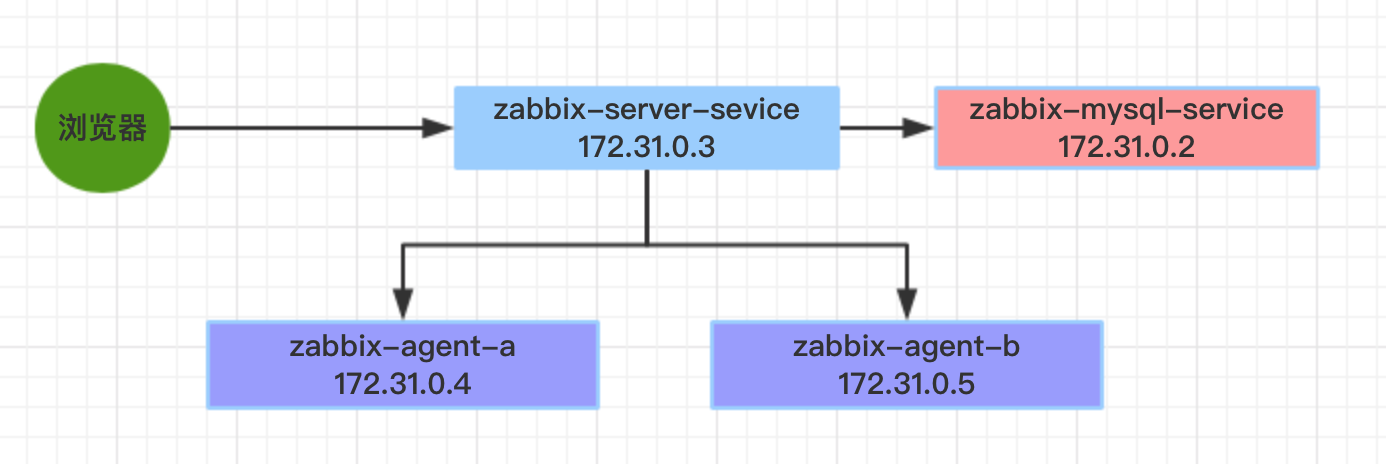 浏览器
zabbix-server-sevice
172.31.0.3
zabbix-mysql-service
172.31.0.2
zabbix-agent-a
172.31.0.4
zabbix-agent-b
172.31.0.5